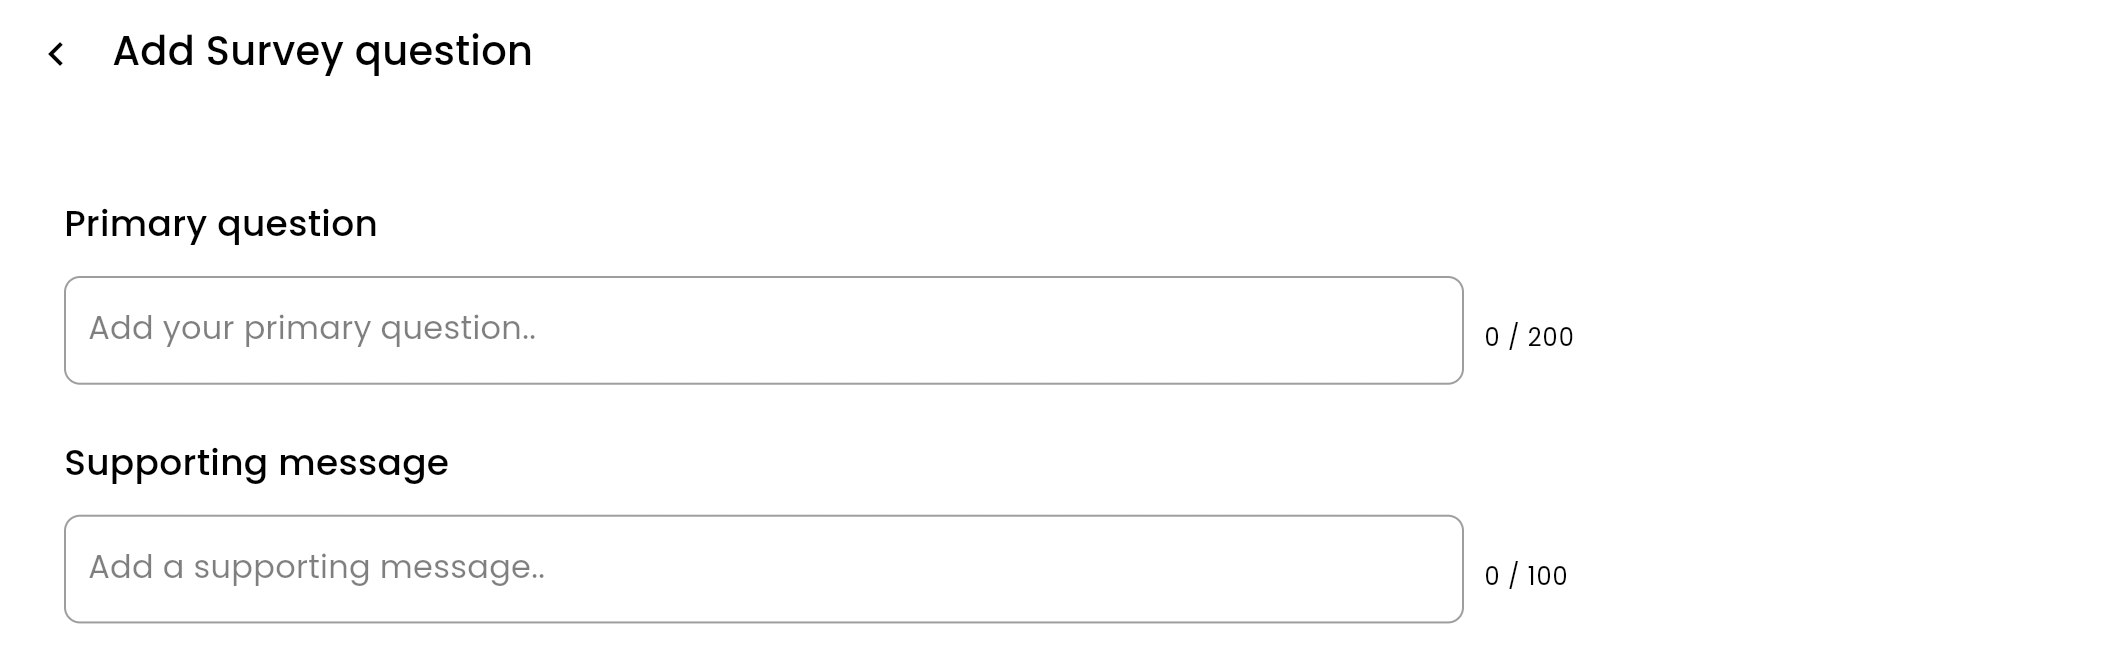 Add Survey question
Primary question
Add your primary question..
0 / 200
Supporting message
Add a supporting message..
0 / 100